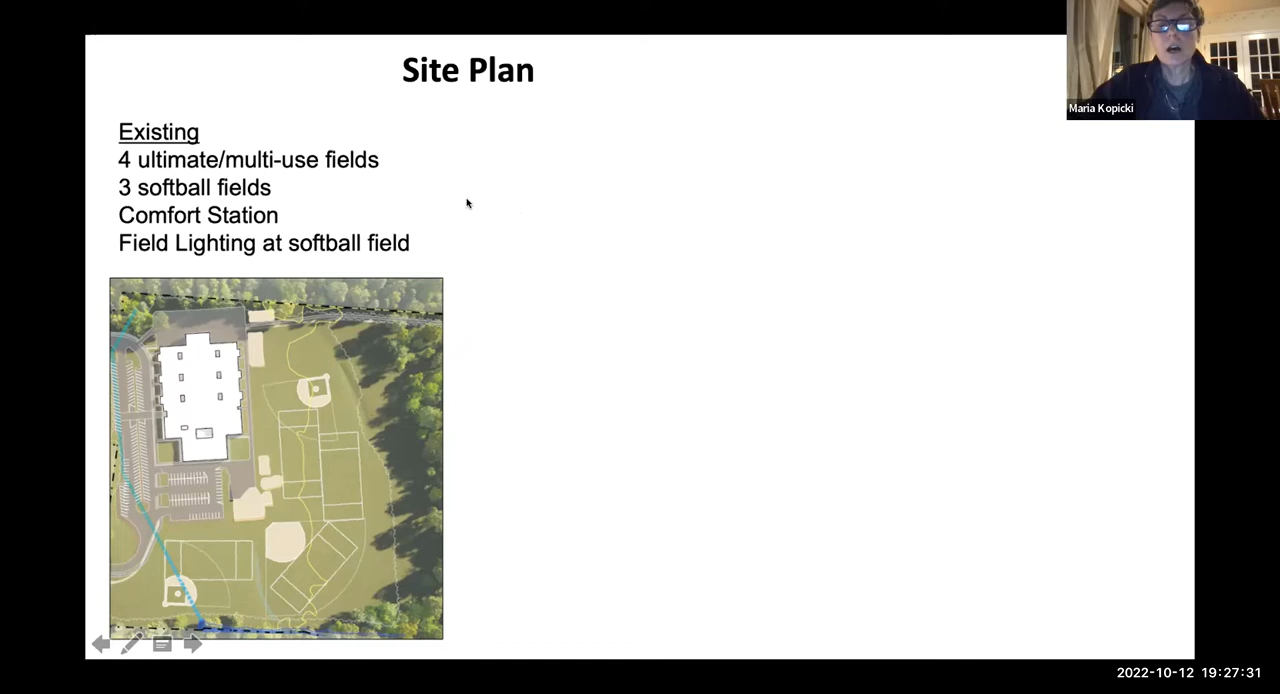 Site Plan
Maria Kopicki
Existing
4 ultimate/multi-use fields
3 softball fields
Comfort Station
Field Lighting at softball field
2022-10-12 19:27:31